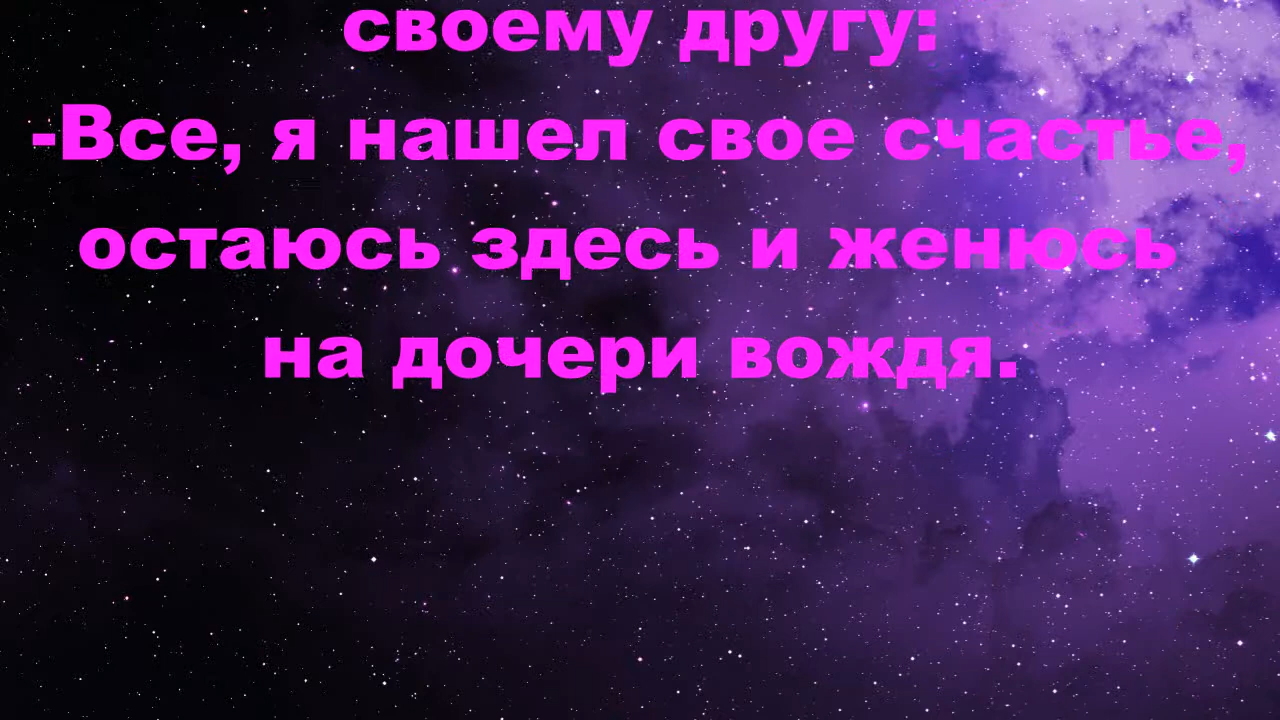 своему другу:
-Все, я нашел свое счастье,
остаюсь здесь и женюсь
на дочери вождя.